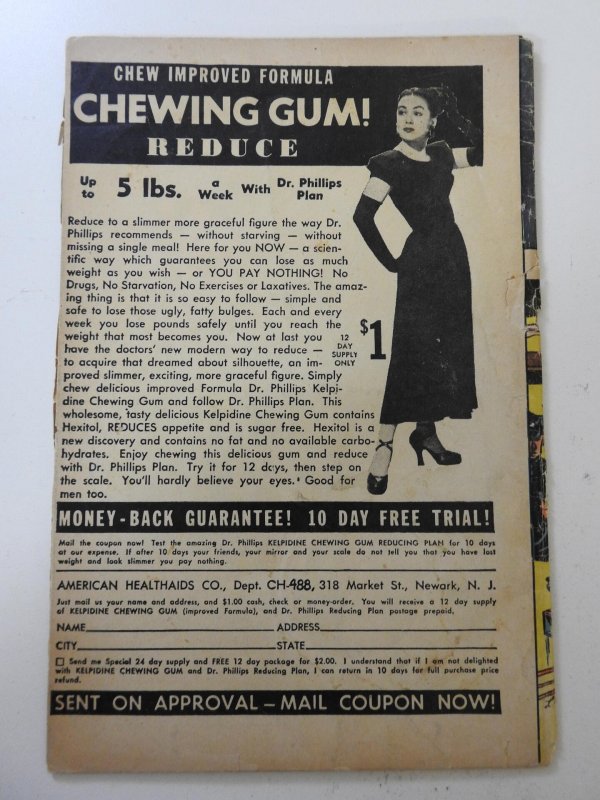 CHEW IMPROVED FORMULA
CHEWING GUM!
REDUCE
Up to 5 lbs. a Week With Dr. Phillips Plan
Reduce to a slimmer more graceful figure the way Dr.
Phillips recommends — without starving — without
missing a single meal! Here for you NOW — a scien-
tific way which guarantees you can lose as much
weight as you wish — or YOU PAY NOTHING! No
Drugs, No Starvation, No Exercises or Laxatives. The amaz-
ing thing is that it is so easy to follow — simple and
safe to lose those ugly, fatty bulges. Each and every
week you lose pounds safely until you reach the
weight that most becomes you. Now at last you
have the doctors' new modern way to reduce —
to acquire that dreamed about silhouette, an im-
proved slimmer, exciting, more graceful figure. Simply
chew delicious improved Formula Dr. Phillips Kelpi-
dine Chewing Gum and follow Dr. Phillips Plan. This
wholesome, tasty delicious Kelpidine Chewing Gum contains
Hexitol, REDUCES appetite and is sugar free. Hexitol is a
new discovery and contains no fat and no available carbo-
hydrates. Enjoy chewing this delicious gum and reduce
with Dr. Phillips Plan. Try it for 12 days, then step on
the scale. You'll hardly believe your eyes. Good for
men too.
12
DAY
SUPPLY
ONLY
$1
MONEY-BACK GUARANTEE! 10 DAY FREE TRIAL!
Mail the coupon now! Test the amazing Dr. Phillips KELPIDINE CHEWING GUM REDUCING PLAN for 10 days
at our expense. If after 10 days your friends, your mirror and your scale do not tell you that you have lost
weight and look slimmer you pay nothing.
AMERICAN HEALTHAIDS CO., Dept. CH-488, 318 Market St., Newark, N. J.
Just mail us your name and address, and $1.00 cash, check or money-order. You will receive a 12 day supply
of KELPIDINE CHEWING GUM (improved Formula), and Dr. Phillips Reducing Plan postage prepaid.
NAME ADDRESS
CITY STATE
Send me Special 24 day supply and FREE 12 day package for $2.00. I understand that if I am not delighted
with KELPIDINE CHEWING GUM and Dr. Phillips Reducing Plan, I can return in 10 days for full purchase price
refund.
SENT ON APPROVAL — MAIL COUPON NOW!